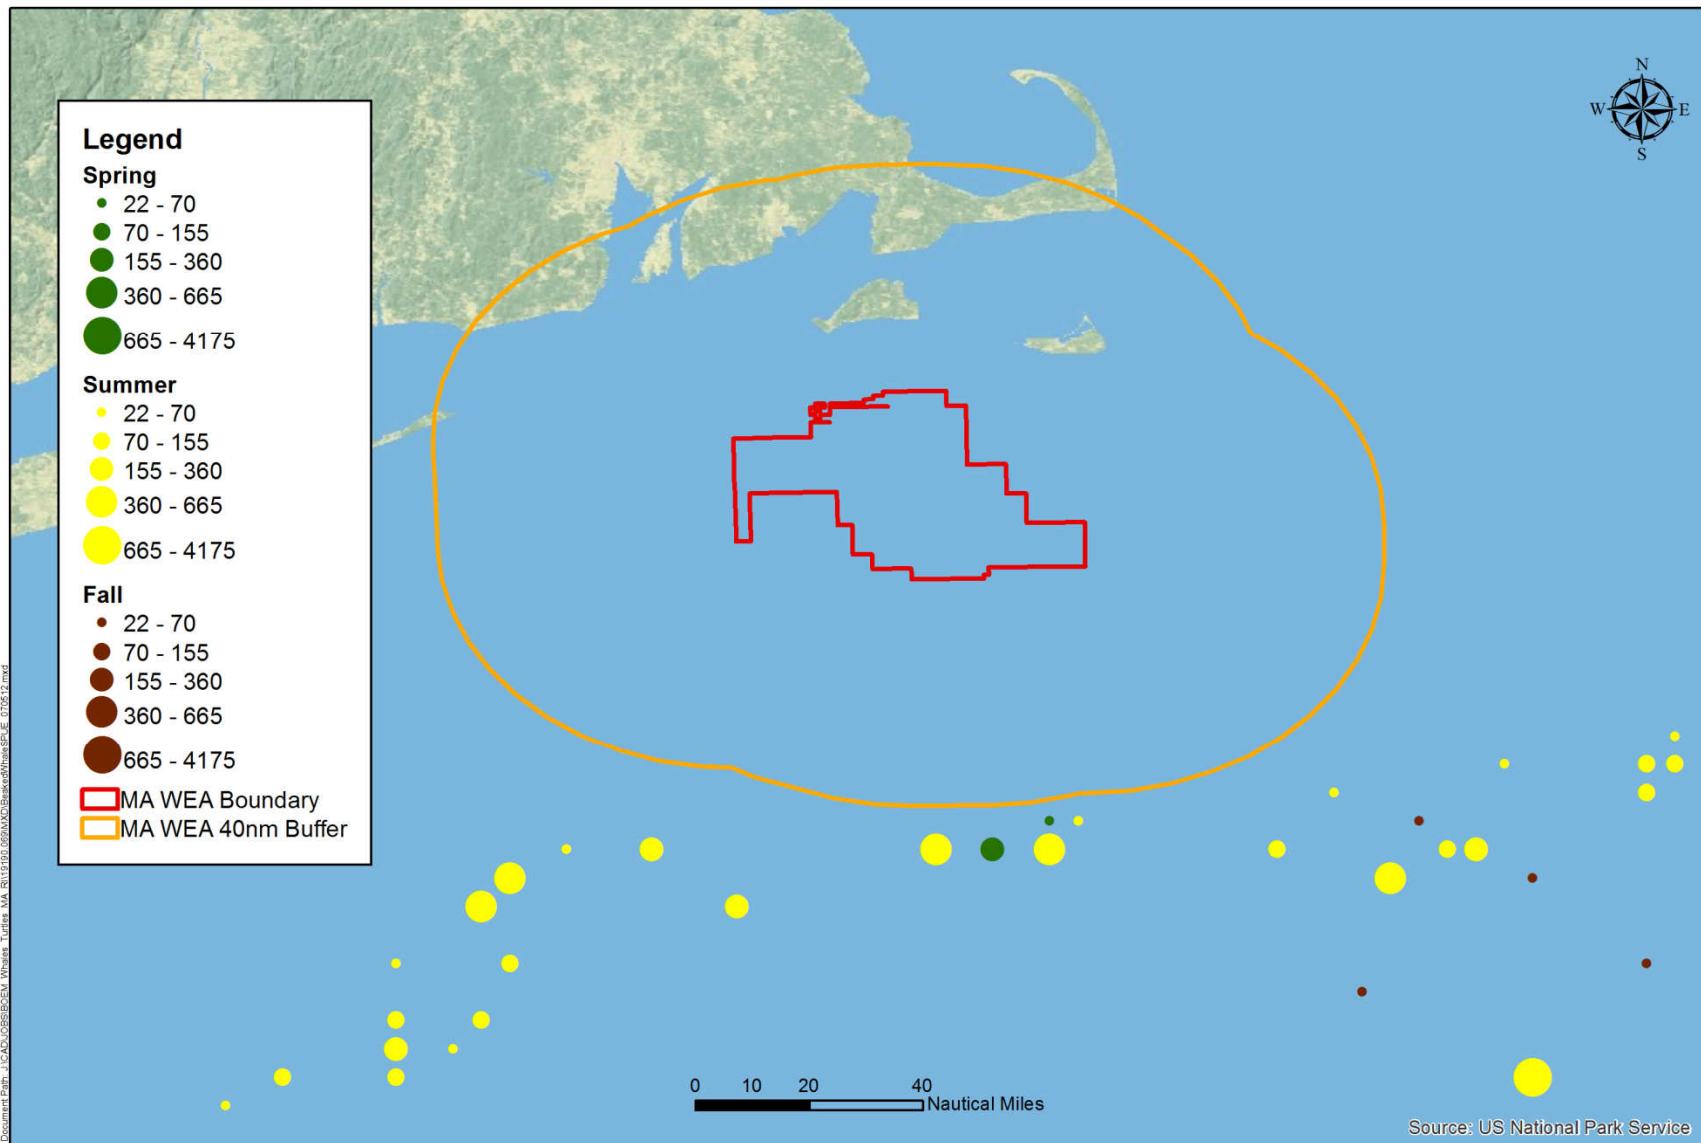 N
W E
S
Legend
Spring
22 - 70
70 - 155
155 - 360
360 - 665
665 - 4175
Summer
22 - 70
70 - 155
155 - 360
360 - 665
665 - 4175
Fall
22 - 70
70 - 155
155 - 360
360 - 665
665 - 4175
MA WEA Boundary
MA WEA 40nm Buffer
0 10 20 40
Nautical Miles
Source: US National Park Service